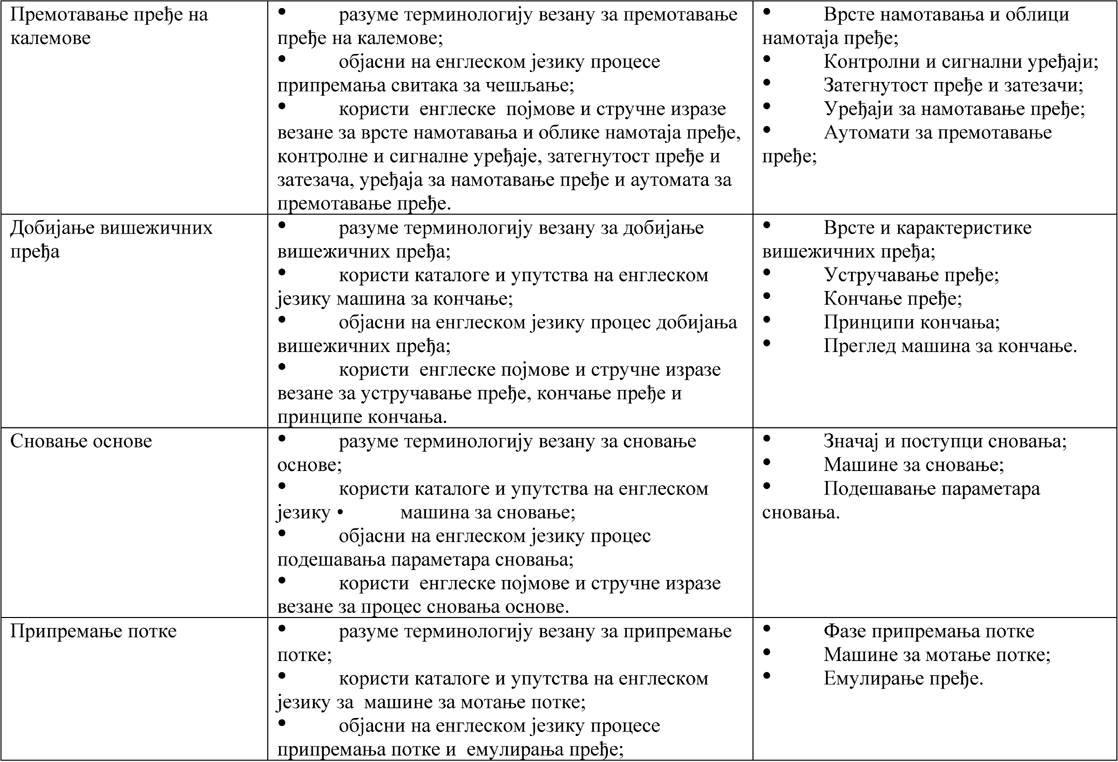 Премотавање пређе на
калемове
• разуме терминологију везану за премотавање
пређе на калемове;
• објасни на енглеском језику процесе
припремања свитака за чешљање;
• користи енглеске појмове и стручне изразе
везане за врсте намотавања и облике намотаја пређе,
контролне и сигналне уређаје, затегнутост пређе и
затезача, уређаја за намотавање пређе и аутомата за
премотавање пређе.
• Врсте намотавања и облици
намотаја пређе;
• Контролни и сигнални уређаји;
• Затегнутост пређе и затезачи;
• Уређаји за намотавање пређе;
• Аутомати за премотавање
пређе;
Добијање вишежичних
пређа
• разуме терминологију везану за добијање
вишежичних пређа;
• користи каталоге и упутства на енглеском
језику машина за кончање;
• објасни на енглеском језику процес добијања
вишежичних пређа;
• користи енглеске појмове и стручне изразе
везане за устручавање пређе, кончање пређе и
принципе кончања.
• Врсте и карактеристике
вишежичних пређа;
• Устручавање пређе;
• Кончање пређе;
• Принципи кончања;
• Преглед машина за кончање.
Сновање основе
• разуме терминологију везану за сновање
основе;
• користи каталоге и упутства на енглеском
језику • машина за сновање;
• објасни на енглеском језику процес
подешавања параметара сновања;
• користи енглеске појмове и стручне изразе
везане за процес сновања основе.
• Значај и поступци сновања;
• Машине за сновање;
• Подешавање параметара
сновања.
Припремање потке
• разуме терминологију везану за припремање
потке;
• користи каталоге и упутства на енглеском
језику за машине за мотање потке;
• објасни на енглеском језику процесе
припремања потке и емулирања пређе;
• Фазе припремања потке
• Машине за мотање потке;
• Емулирање пређе.